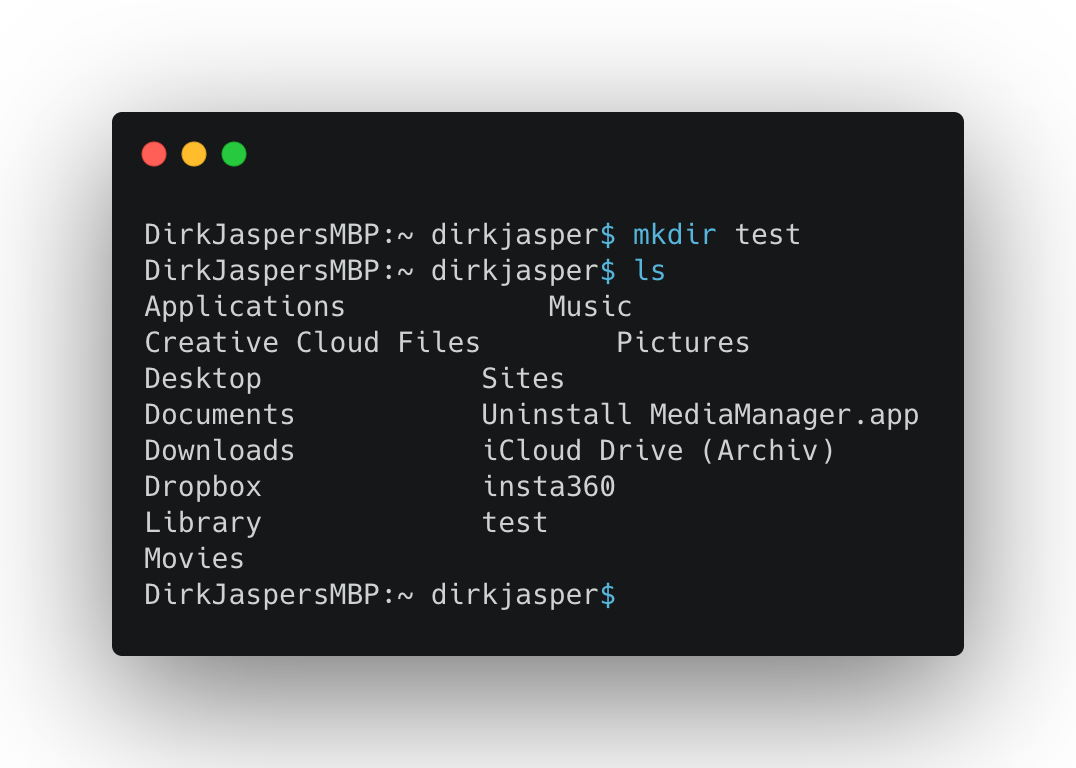 DirkJaspersMBP:~ dirkjasper$ mkdir test
DirkJaspersMBP:~ dirkjasper$ ls
Applications            Music
Creative Cloud Files        Pictures
Desktop             Sites
Documents           Uninstall MediaManager.app
Downloads           iCloud Drive (Archiv)
Dropbox             insta360
Library             test
Movies
DirkJaspersMBP:~ dirkjasper$